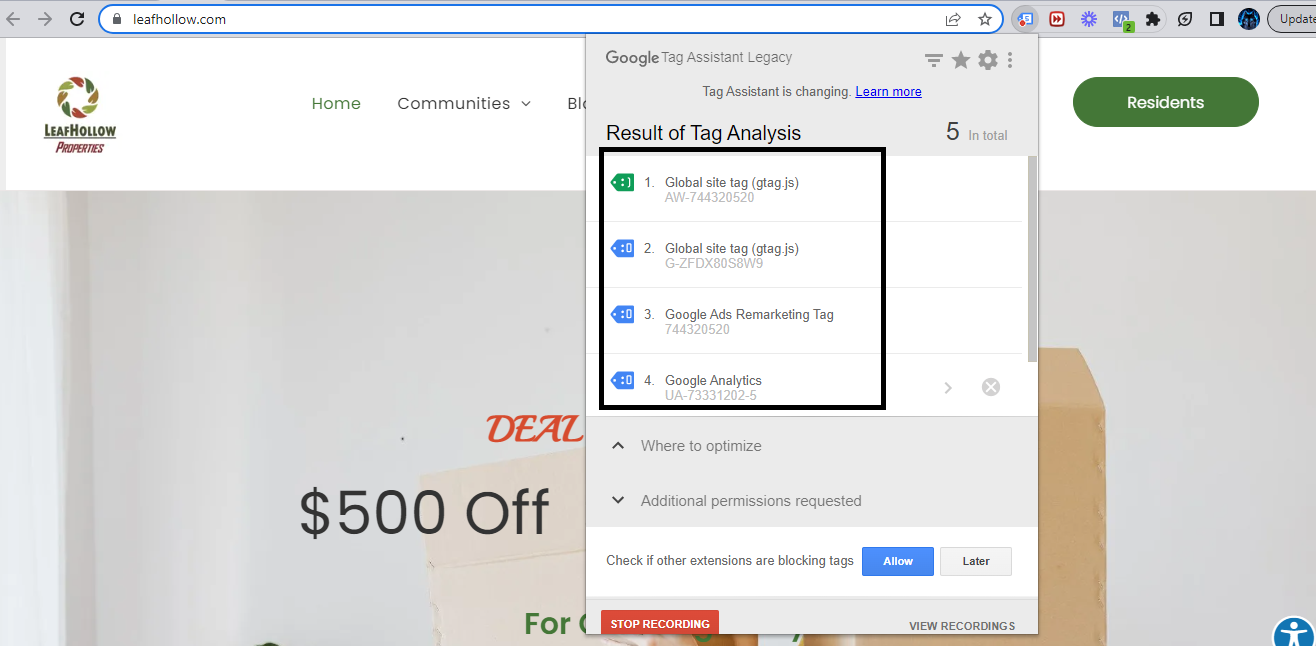 leafhollow.com
2
Update
Google Tag Assistant Legacy
Tag Assistant is changing. Learn more
Result of Tag Analysis
5 In total
1. Global site tag (gtag.js)
AW-744320520
2. Global site tag (gtag.js)
G-ZFDX80S8W9
3. Google Ads Remarketing Tag
744320520
4. Google Analytics
UA-73331202-5
Where to optimize
Additional permissions requested
Check if other extensions are blocking tags
Allow
Later
STOP RECORDING
VIEW RECORDINGS
LEAFHOLLOW
PROPERTIES
Home
Communities
Residents
DEAL
$500 Off
For